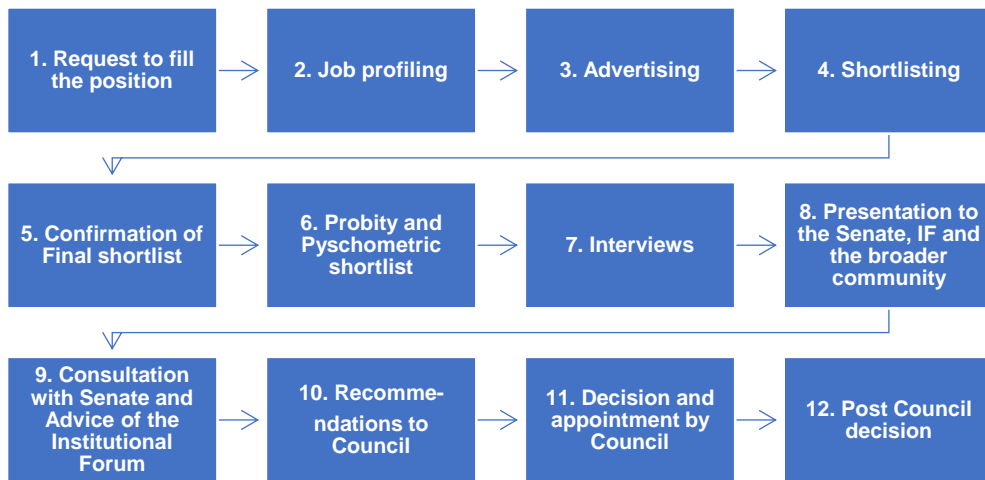 1. Request to fill
the position
2. Job profiling
3. Advertising
4. Shortlisting
5. Confirmation of
Final shortlist
6. Probity and
Pyschometric
shortlist
7. Interviews
8. Presentation to
the Senate, IF and
the broader
community
9. Consultation
with Senate and
Advice of the
Institutional
Forum
10. Recomme-
ndations to
Council
11. Decision and
appointment by
Council
12. Post Council
decision